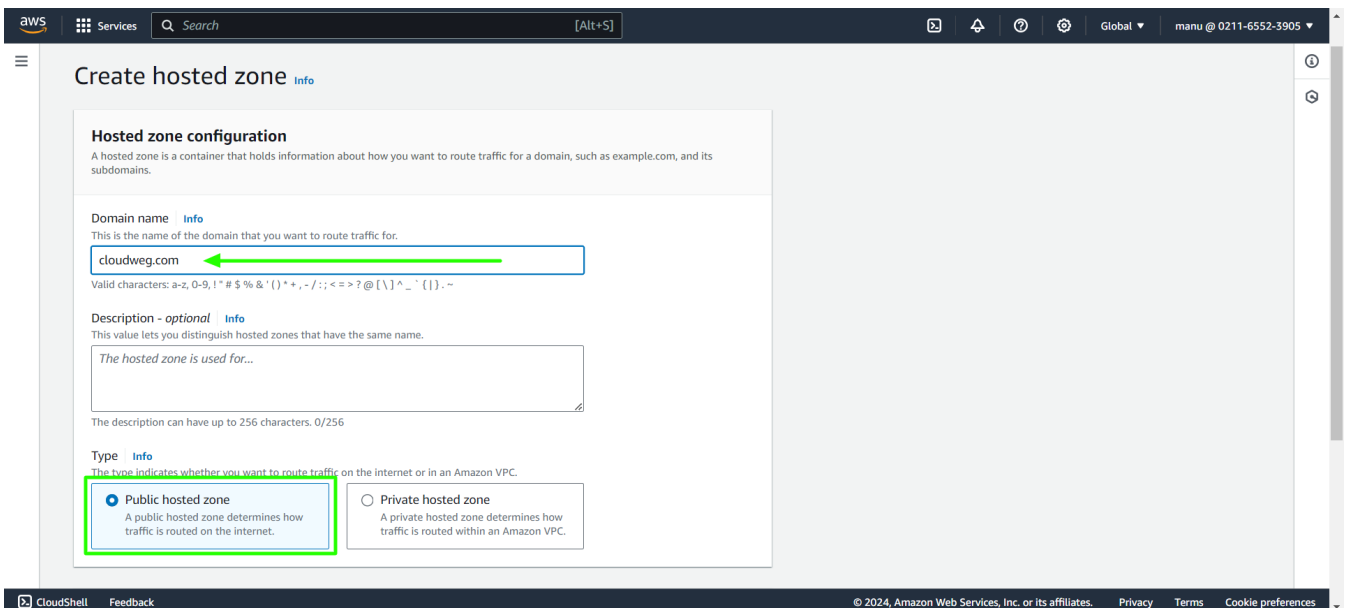 aws Services Search [Alt+S] Global ▼ manu @ 0211-6552-3905 ▼
Create hosted zone Info
Hosted zone configuration
A hosted zone is a container that holds information about how you want to route traffic for a domain, such as example.com, and its
subdomains.
Domain name Info
This is the name of the domain that you want to route traffic for.
cloudweg.com
Valid characters: a-z, 0-9, ! " # $ % & ' ( ) * + , - / : ; < = > ? @ [ \ ] ^ _ ` { | } . ~
Description - optional Info
This value lets you distinguish hosted zones that have the same name.
The hosted zone is used for...
The description can have up to 256 characters. 0/256
Type Info
The type indicates whether you want to route traffic on the internet or in an Amazon VPC.
Public hosted zone
A public hosted zone determines how
traffic is routed on the internet.
Private hosted zone
A private hosted zone determines how
traffic is routed within an Amazon VPC.
CloudShell Feedback © 2024, Amazon Web Services, Inc. or its affiliates. Privacy Terms Cookie preferences